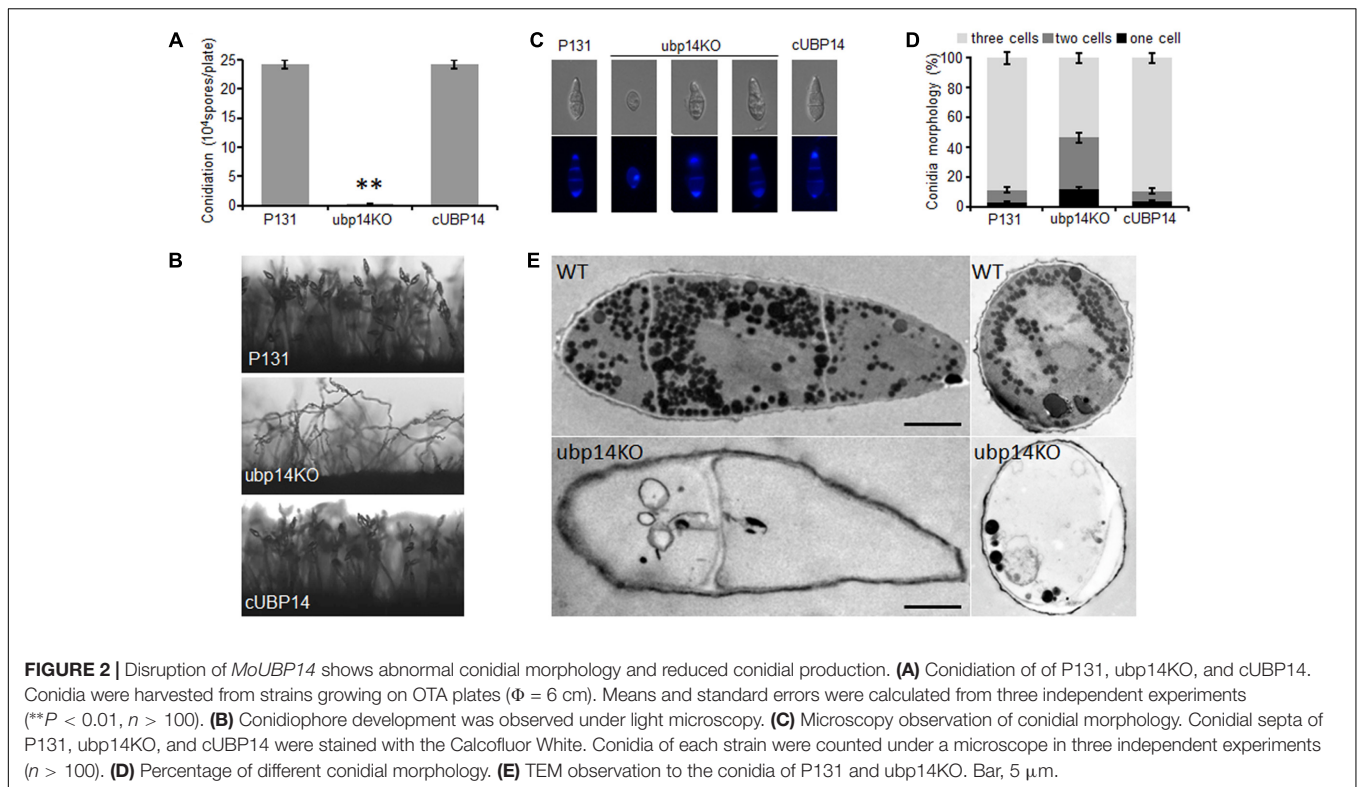 A
Conidiation (10⁴spores/plate)
25
20
15
10
5
0
**
P131 ubp14KO cUBP14
B
P131
ubp14KO
cUBP14
C
P131 ubp14KO cUBP14
D
three cells two cells one cell
Conidia morphology (%)
100
80
60
40
20
0
P131 ubp14KO cUBP14
E
WT WT
ubp14KO ubp14KO
FIGURE 2 | Disruption of MoUBP14 shows abnormal conidial morphology and reduced conidial production. (A) Conidiation of of P131, ubp14KO, and cUBP14.
Conidia were harvested from strains growing on OTA plates (Φ = 6 cm). Means and standard errors were calculated from three independent experiments
(**P < 0.01, n > 100). (B) Conidiophore development was observed under light microscopy. (C) Microscopy observation of conidial morphology. Conidial septa of
P131, ubp14KO, and cUBP14 were stained with the Calcofluor White. Conidia of each strain were counted under a microscope in three independent experiments
(n > 100). (D) Percentage of different conidial morphology. (E) TEM observation to the conidia of P131 and ubp14KO. Bar, 5 μm.